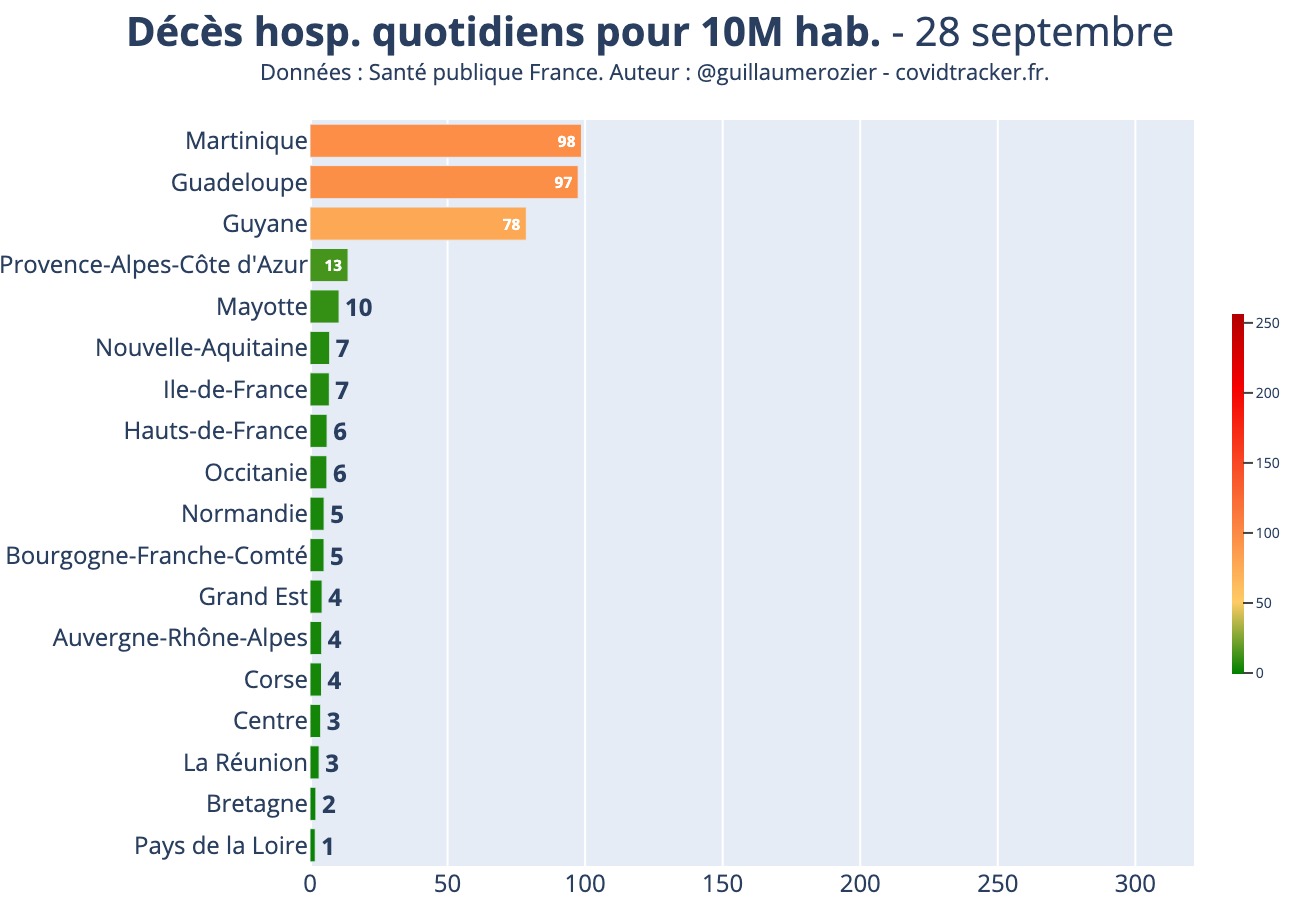 Décès hosp. quotidiens pour 10M hab. - 28 septembre
Données : Santé publique France. Auteur : @guillaumerozier - covidtracker.fr.
Martinique 98
Guadeloupe 97
Guyane 78
Provence-Alpes-Côte d'Azur 13
Mayotte 10
Nouvelle-Aquitaine 7
Ile-de-France 7
Hauts-de-France 6
Occitanie 6
Normandie 5
Bourgogne-Franche-Comté 5
Grand Est 4
Auvergne-Rhône-Alpes 4
Corse 4
Centre 3
La Réunion 3
Bretagne 2
Pays de la Loire 1
0 50 100 150 200 250 300
250
200
150
100
50
0